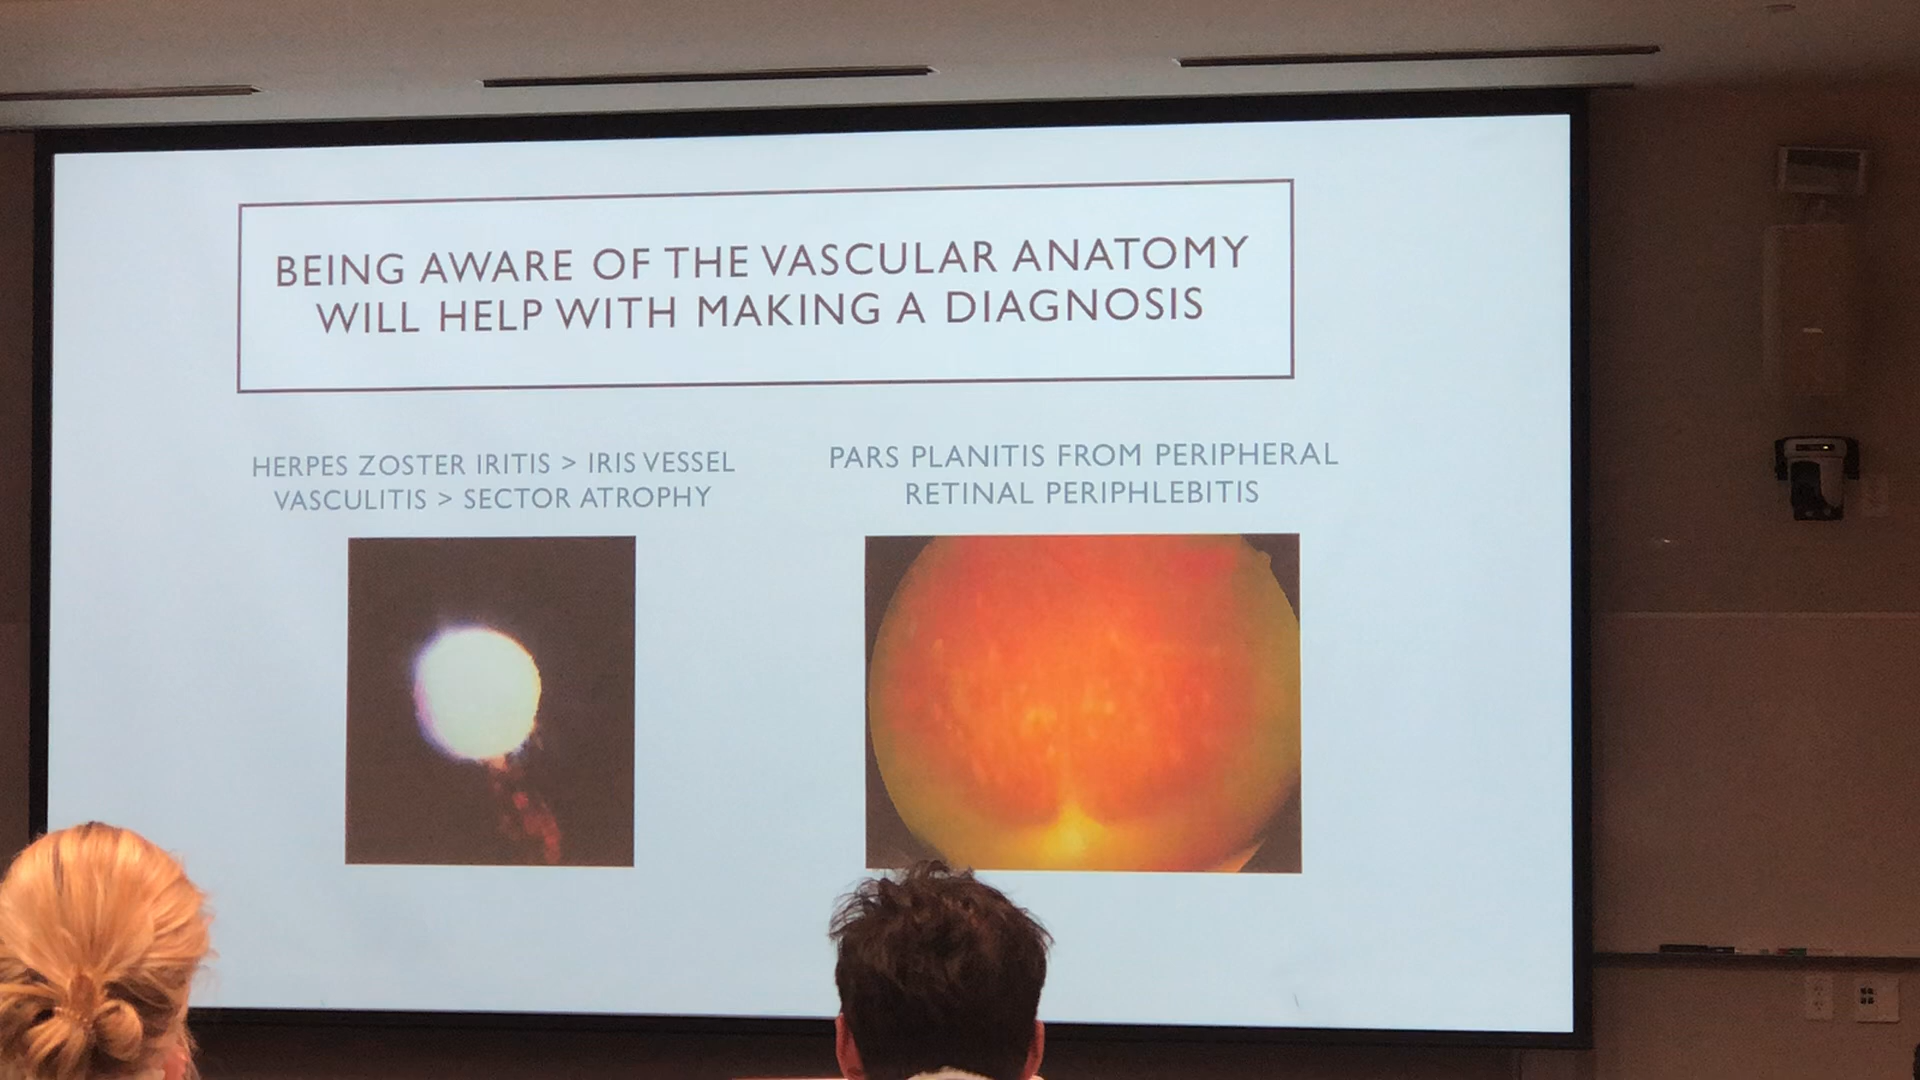 BEING AWARE OF THE VASCULAR ANATOMY
WILL HELP WITH MAKING A DIAGNOSIS
HERPES ZOSTER IRITIS > IRIS VESSEL
VASCULITIS > SECTOR ATROPHY
PARS PLANITIS FROM PERIPHERAL
RETINAL PERIPHLEBITIS